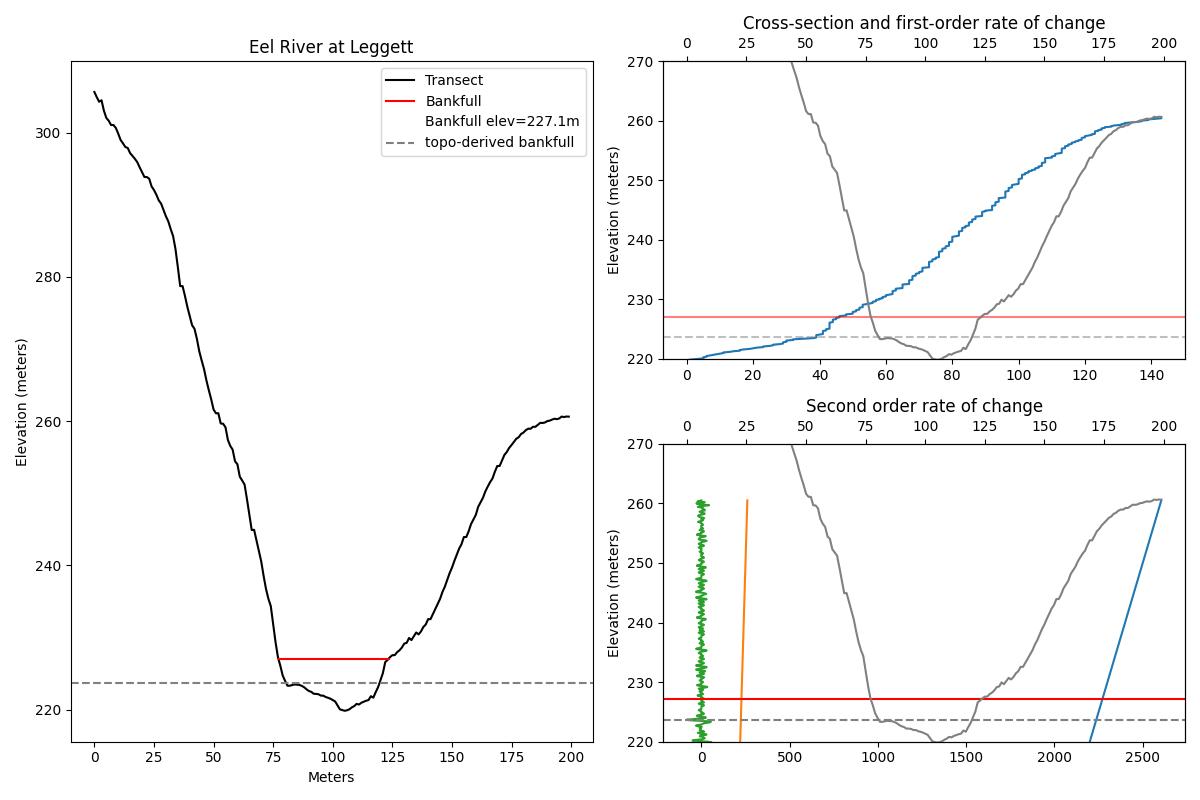 Eel River at Leggett
Transect
Bankfull
Bankfull elev=227.1m
topo-derived bankfull
300
280
260
240
220
Elevation (meters)
0 25 50 75 100 125 150 175 200
Meters
Cross-section and first-order rate of change
0 25 50 75 100 125 150 175 200
270
260
250
240
230
220
Elevation (meters)
0 20 40 60 80 100 120 140
Second order rate of change
0 25 50 75 100 125 150 175 200
270
260
250
240
230
220
Elevation (meters)
0 500 1000 1500 2000 2500